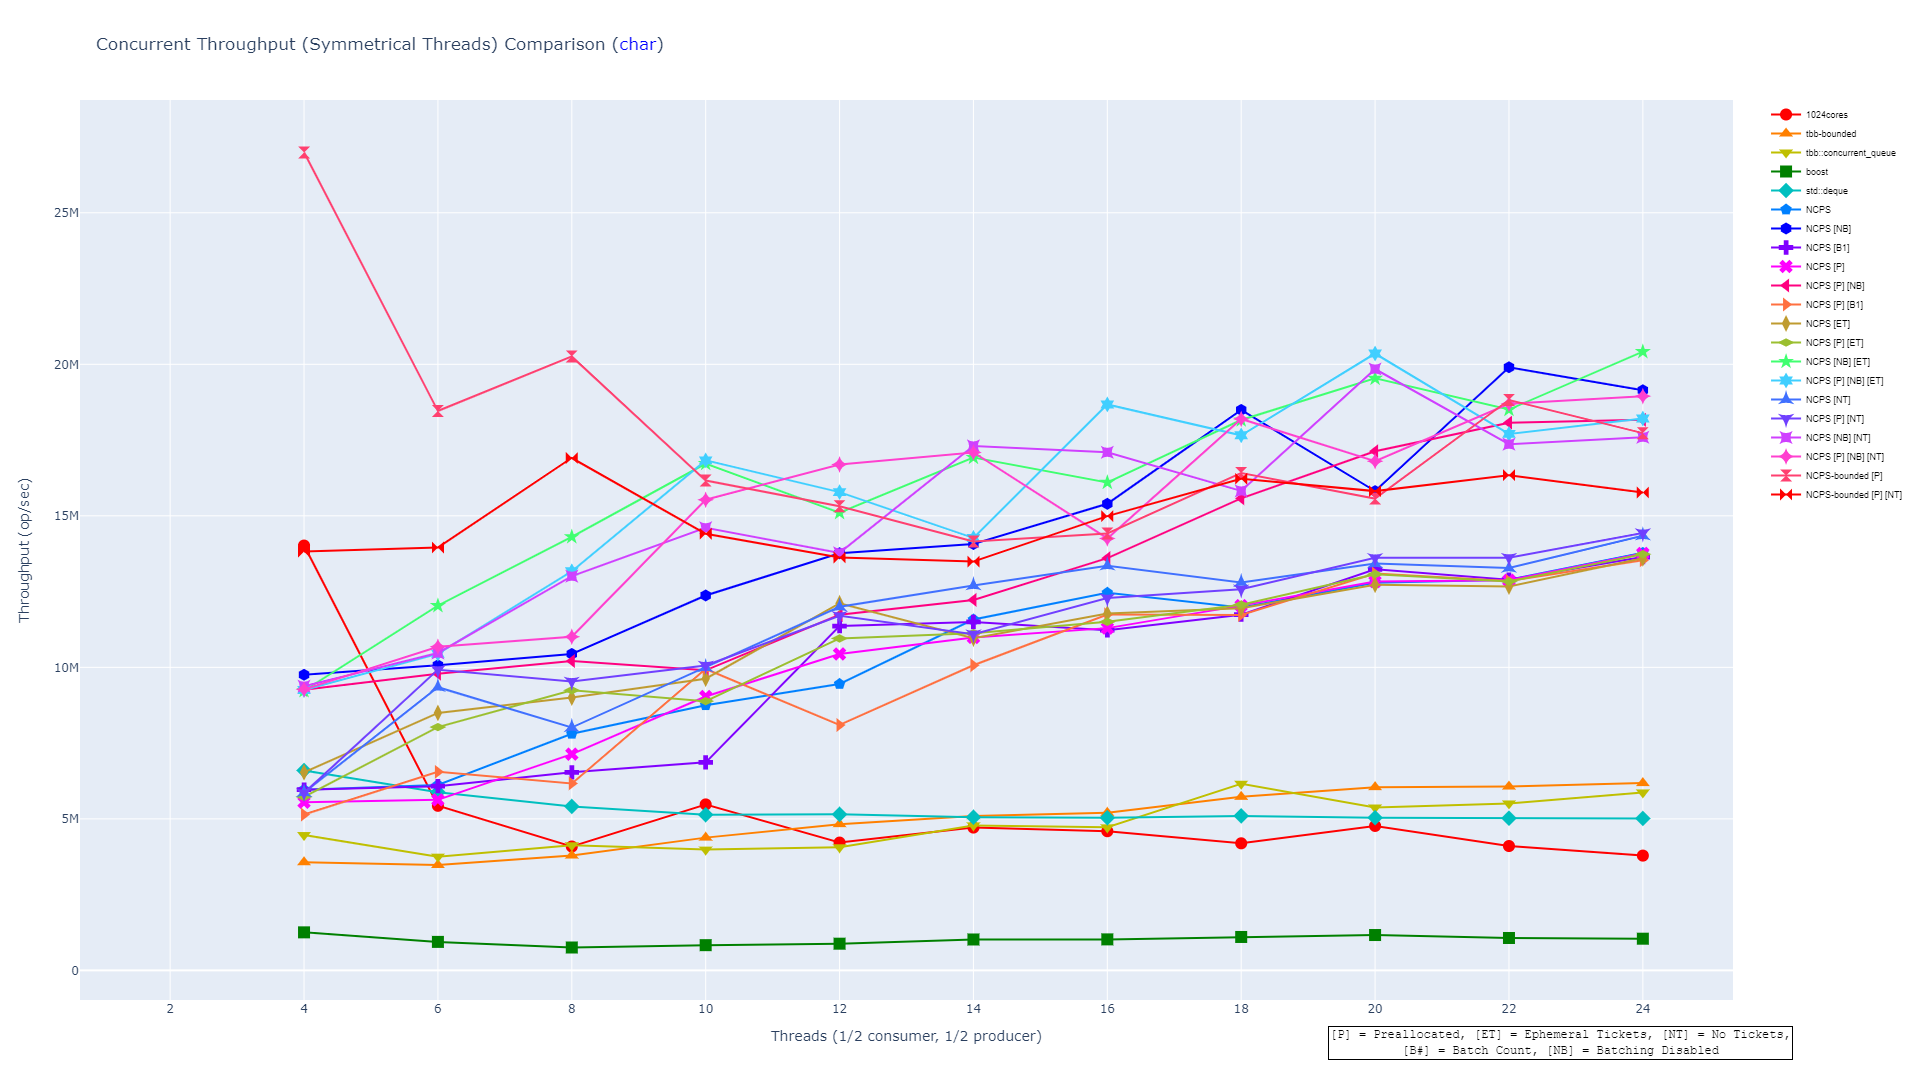 Concurrent Throughput (Symmetrical Threads) Comparison (char)
25M
20M
15M
10M
5M
0
Throughput (op/sec)
2 4 6 8 10 12 14 16 18 20 22 24
Threads (1/2 consumer, 1/2 producer)
1024cores
tbb-bounded
tbb::concurrent_queue
boost
std::deque
NCPS
NCPS [NB]
NCPS [B1]
NCPS [P]
NCPS [P] [NB]
NCPS [P] [B1]
NCPS [ET]
NCPS [P] [ET]
NCPS [NB] [ET]
NCPS [P] [NB] [ET]
NCPS [NT]
NCPS [P] [NT]
NCPS [NB] [NT]
NCPS [P] [NB] [NT]
NCPS-bounded [P]
NCPS-bounded [P] [NT]
[P] = Preallocated, [ET] = Ephemeral Tickets, [NT] = No Tickets,
[B#] = Batch Count, [NB] = Batching Disabled